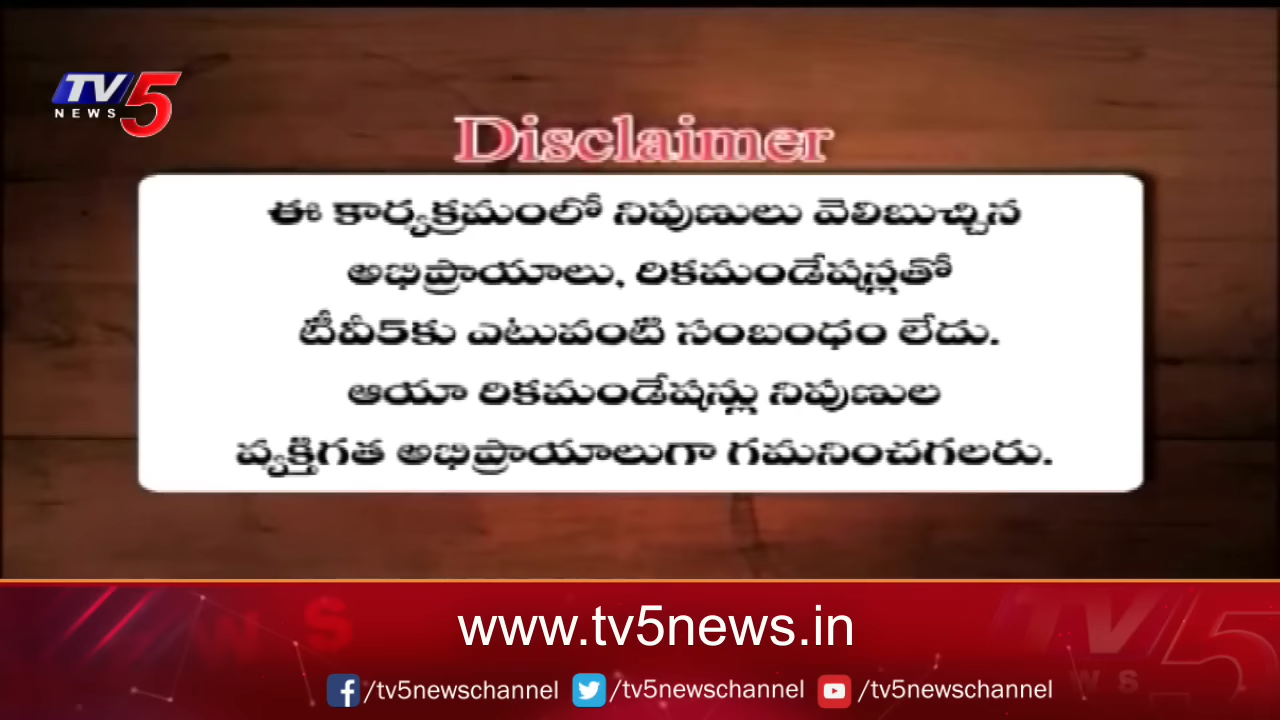 TV5
NEWS
Disclaimer
ఈ కార్యక్రమంలో నిపుణులు వెలిబుచ్చిన
అభిప్రాయాలు, రికమండేషన్లతో
టీవీ5కు ఎటువంటి సంబంధం లేదు.
ఆయా రికమండేషన్లు నిపుణుల
వ్యక్తిగత అభిప్రాయాలుగా గమనించగలరు.
www.tv5news.in
/tv5newschannel /tv5newschannel /tv5newschannel